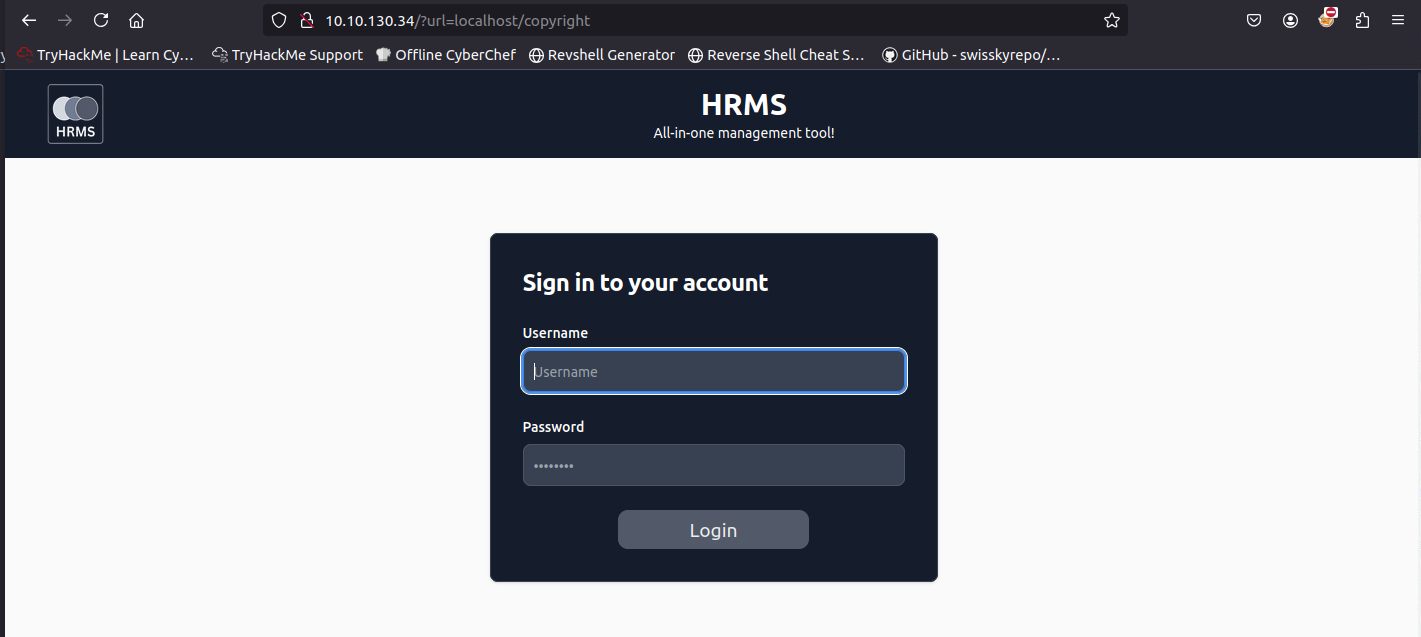 10.10.130.34/?url=localhost/copyright
TryHackMe | Learn Cy… TryHackMe Support Offline CyberChef Revshell Generator Reverse Shell Cheat S… GitHub - swisskyrepo/…
HRMS
HRMS
All-in-one management tool!
Sign in to your account
Username
Username
Password
••••••••
Login